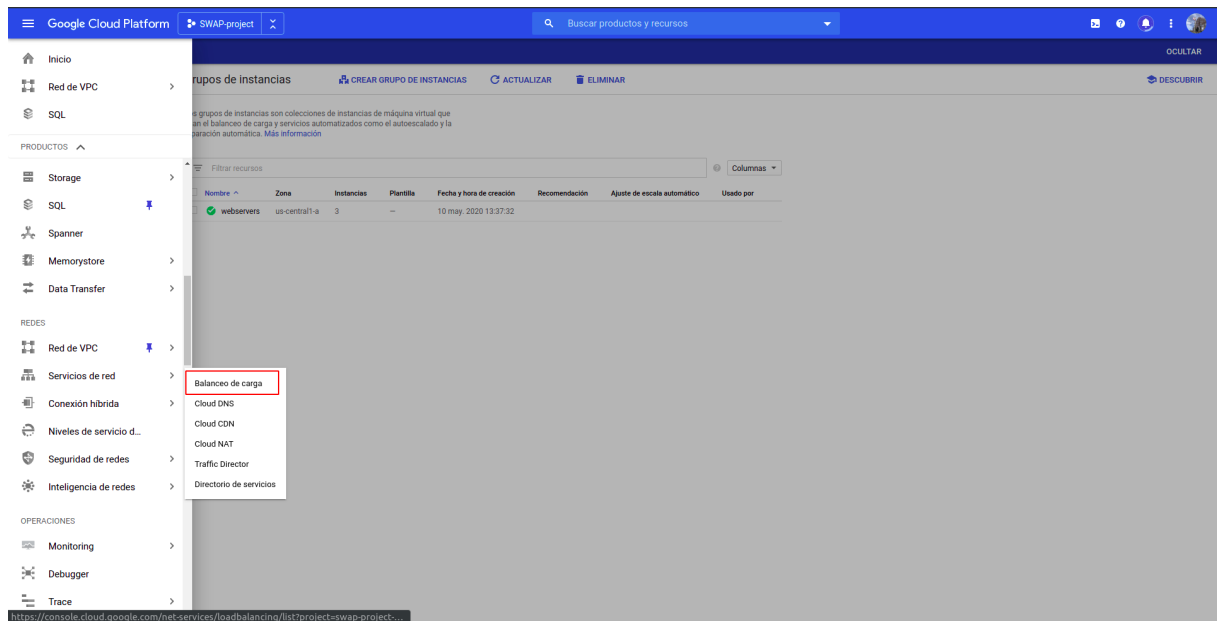 Google Cloud Platform
SWAP-project
Buscar productos y recursos
OCULTAR
Inicio
Red de VPC
SQL
PRODUCTOS
Storage
SQL
Spanner
Memorystore
Data Transfer
REDES
Red de VPC
Servicios de red
Conexión híbrida
Niveles de servicio d...
Seguridad de redes
Inteligencia de redes
OPERACIONES
Monitoring
Debugger
Trace
Balanceo de carga
Cloud DNS
Cloud CDN
Cloud NAT
Traffic Director
Directorio de servicios
rupos de instancias
CREAR GRUPO DE INSTANCIAS
ACTUALIZAR
ELIMINAR
DESCUBRIR
s grupos de instancias son colecciones de instancias de máquina virtual que
an el balanceo de carga y servicios automatizados como el autoescalado y la
paración automática. Más información
Filtrar recursos
Columnas
Nombre Zona Instancias Plantilla Fecha y hora de creación Recomendación Ajuste de escala automático Usado por
webservers us-central1-a 3 — 10 may. 2020 13:37:32
https://console.cloud.google.com/net-services/loadbalancing/list?project=swap-project-...